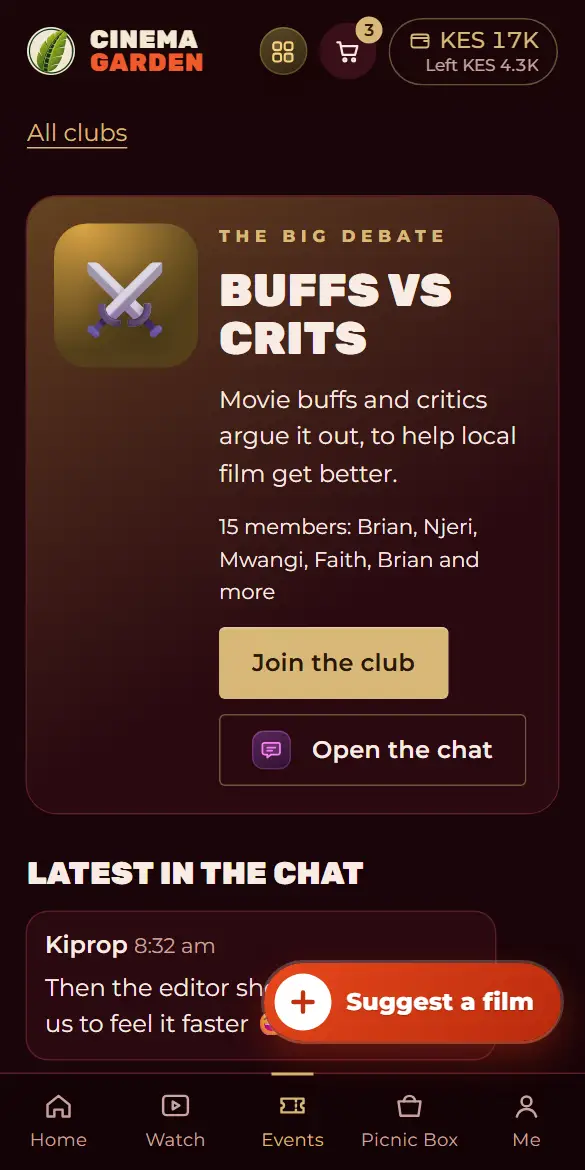 CINEMA
GARDEN
3
KES 17K
Left KES 4.3K
All clubs
THE BIG DEBATE
BUFFS VS
CRITS
Movie buffs and critics
argue it out, to help local
film get better.
15 members: Brian, Njeri,
Mwangi, Faith, Brian and
more
Join the club
Open the chat
LATEST IN THE CHAT
Kiprop 8:32 am
Then the editor
us to feel it faster
Suggest a film
Home
Watch
Events
Picnic Box
Me